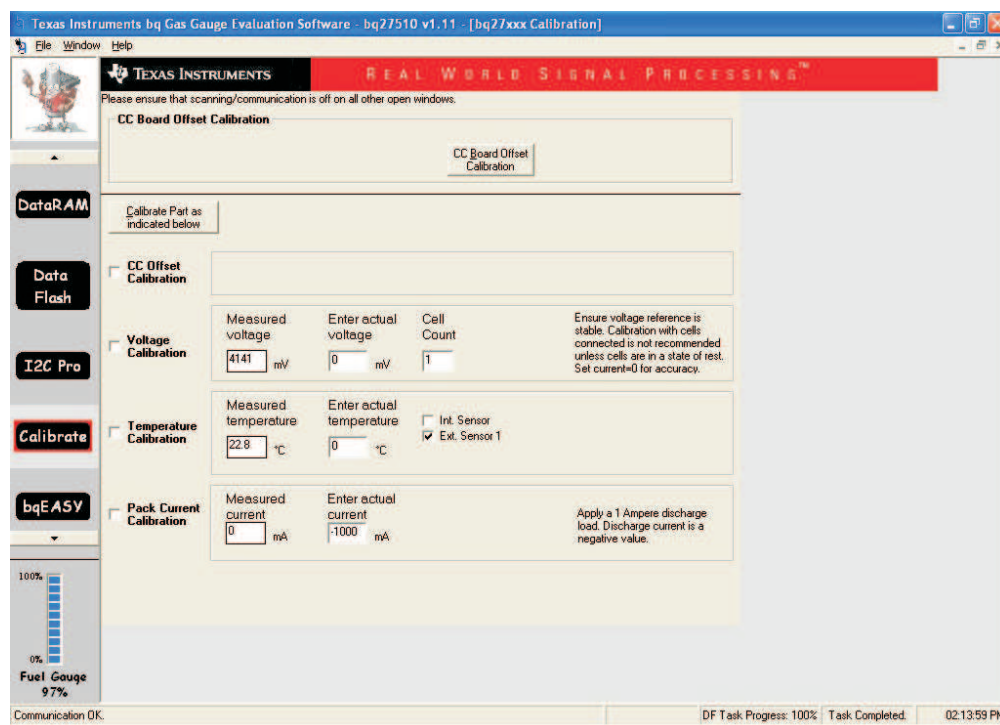 Texas Instruments bq Gas Gauge Evaluation Software - bq27510 v1.11 - [bq27xxx Calibration]
File Window Help
TEXAS INSTRUMENTS
REAL WORLD SIGNAL PROCESSING™
Please ensure that scanning/communication is off on all other open windows.
CC Board Offset Calibration
CC Board Offset
Calibration
DataRAM
Data
Flash
I2C Pro
Calibrate
bqEASY
100%
0%
Fuel Gauge
97%
Calibrate Part as
indicated below
CC Offset
Calibration
Voltage
Calibration
Measured
voltage
4141 mV
Enter actual
voltage
0 mV
Cell
Count
1
Ensure voltage reference is
stable. Calibration with cells
connected is not recommended
unless cells are in a state of rest.
Set current=0 for accuracy.
Temperature
Calibration
Measured
temperature
22.8 °C
Enter actual
temperature
0 °C
Int. Sensor
Ext. Sensor 1
Pack Current
Calibration
Measured
current
0 mA
Enter actual
current
-1000 mA
Apply a 1 Ampere discharge
load. Discharge current is a
negative value.
Communication OK.
DF Task Progress: 100%
Task Completed.
02:13:59 PM